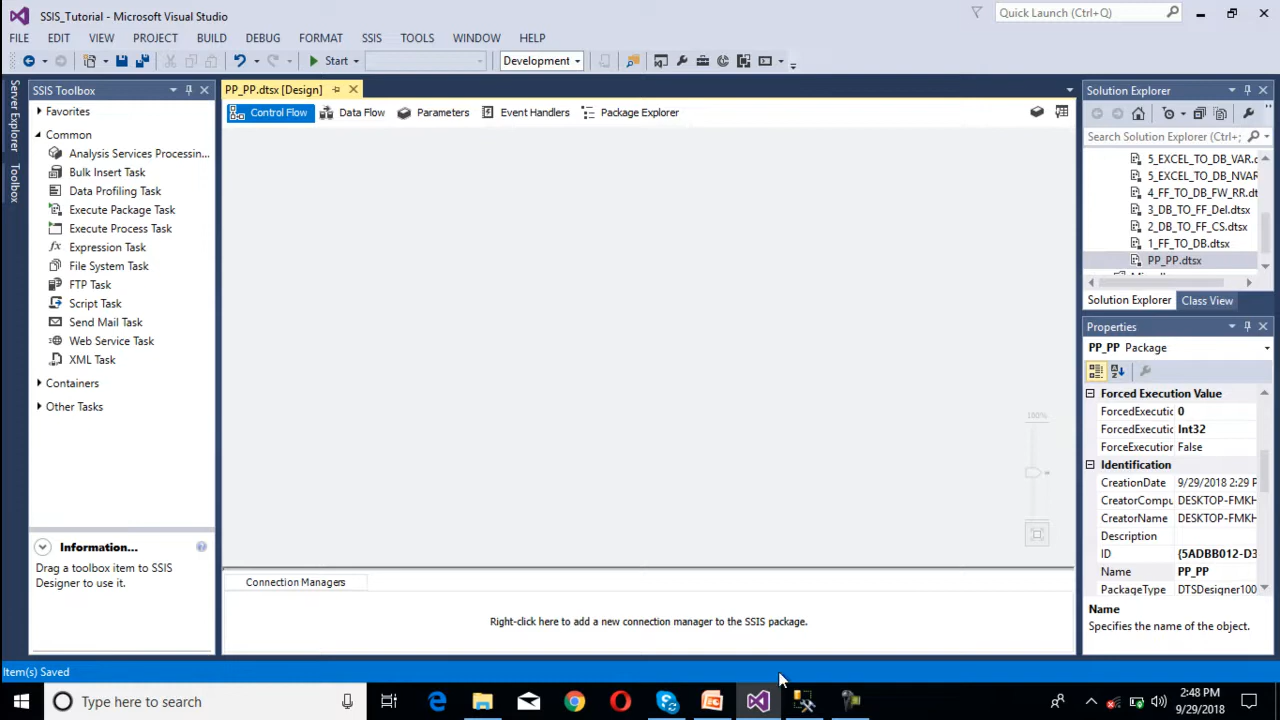 SSIS_Tutorial - Microsoft Visual Studio
Quick Launch (Ctrl+Q)
FILE EDIT VIEW PROJECT BUILD DEBUG FORMAT SSIS TOOLS WINDOW HELP
Start Development
Server Explorer
Toolbox
SSIS Toolbox
Favorites
Common
Analysis Services Processin...
Bulk Insert Task
Data Profiling Task
Execute Package Task
Execute Process Task
Expression Task
File System Task
FTP Task
Script Task
Send Mail Task
Web Service Task
XML Task
Containers
Other Tasks
Information...
Drag a toolbox item to SSIS
Designer to use it.
PP_PP.dtsx [Design]
Control Flow Data Flow Parameters Event Handlers Package Explorer
100%
Connection Managers
Right-click here to add a new connection manager to the SSIS package.
Solution Explorer
Search Solution Explorer (Ctrl+;
5_EXCEL_TO_DB_VAR.d
5_EXCEL_TO_DB_NVAR
4_FF_TO_DB_FW_RR.dt
3_DB_TO_FF_Del.dtsx
2_DB_TO_FF_CS.dtsx
1_FF_TO_DB.dtsx
PP_PP.dtsx
Solution Explorer Class View
Properties
PP_PP Package
Forced Execution Value
ForcedExecutic 0
ForcedExecutic Int32
ForceExecution False
Identification
CreationDate 9/29/2018 2:29 P
CreatorCompu DESKTOP-FMKH
CreatorName DESKTOP-FMKH
Description
ID {5ADBB012-D3
Name PP_PP
PackageType DTSDesigner100
Name
Specifies the name of the object.
Item(s) Saved
Type here to search
2:48 PM
9/29/2018